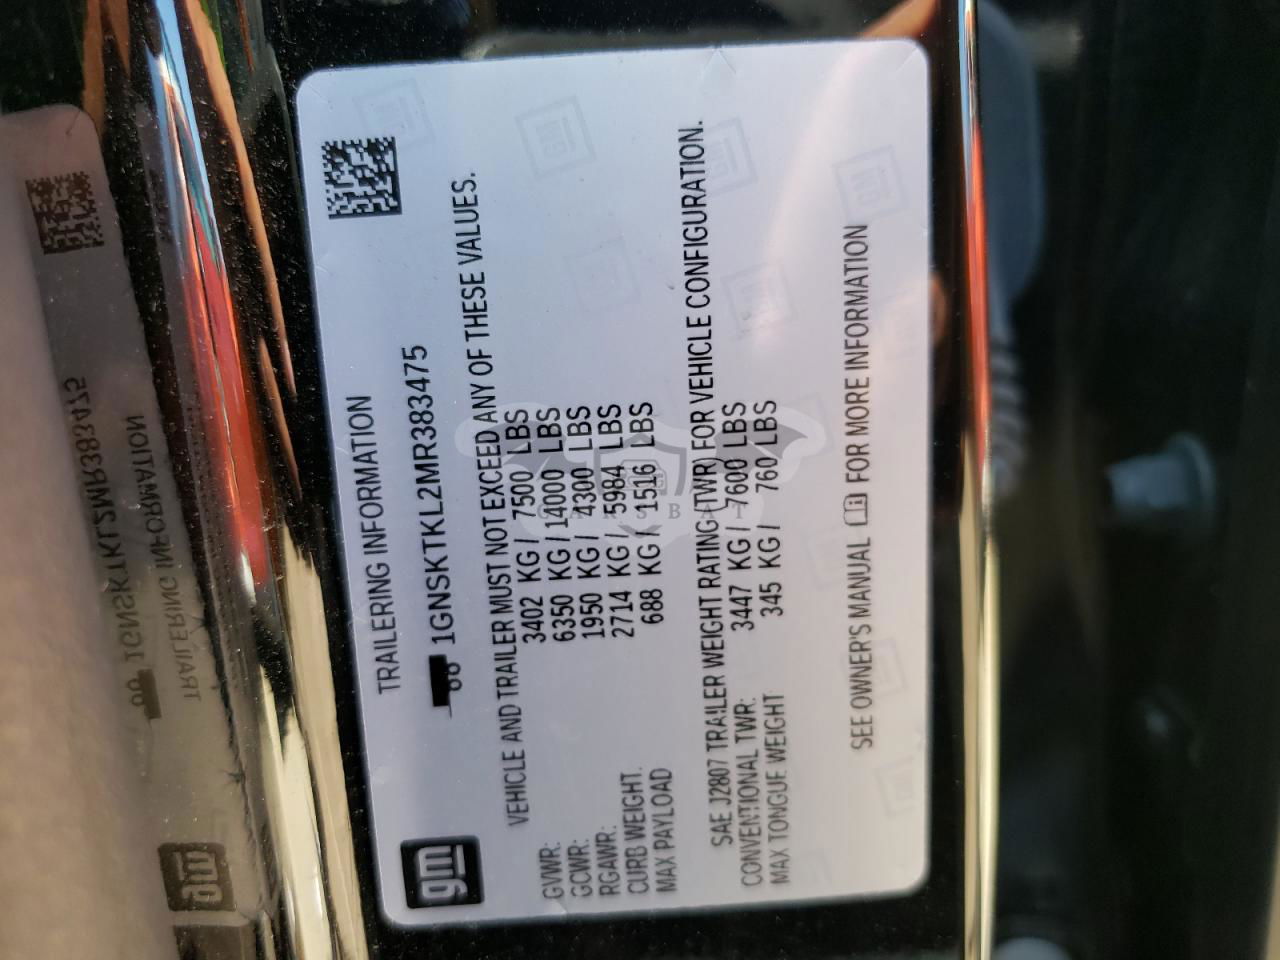 gm
TRAILERING INFORMATION
1GNSKTKL2MR383475
VEHICLE AND TRAILER MUST NOT EXCEED ANY OF THESE VALUES.
GVWR: 3402 KG / 7500 LBS
GCWR: 6350 KG / 14000 LBS
RGAWR: 1950 KG / 4300 LBS
CURB WEIGHT. 2714 KG / 5984 LBS
MAX PAYLOAD 688 KG / 1516 LBS
SAE J2807 TRAILER WEIGHT RATING (TWR) FOR VEHICLE CONFIGURATION.
CONVENTIONAL TWR: 3447 KG / 7600 LBS
MAX TONGUE WEIGHT 345 KG / 760 LBS
SEE OWNER'S MANUAL FOR MORE INFORMATION
CARSBAT
gm
TRAILERING INFORMATION
1GNSKTKL2MR383475